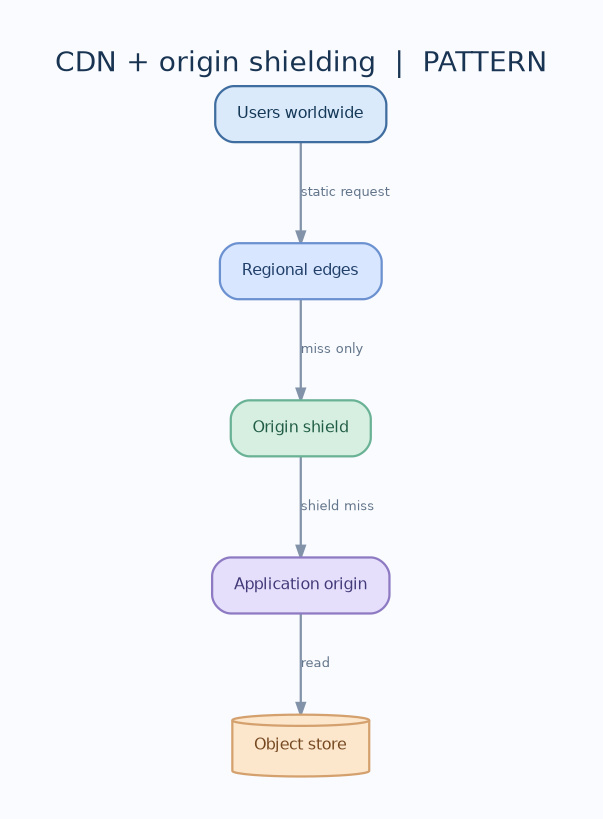 CDN + origin shielding | PATTERN
Users worldwide
static request
Regional edges
miss only
Origin shield
shield miss
Application origin
read
Object store